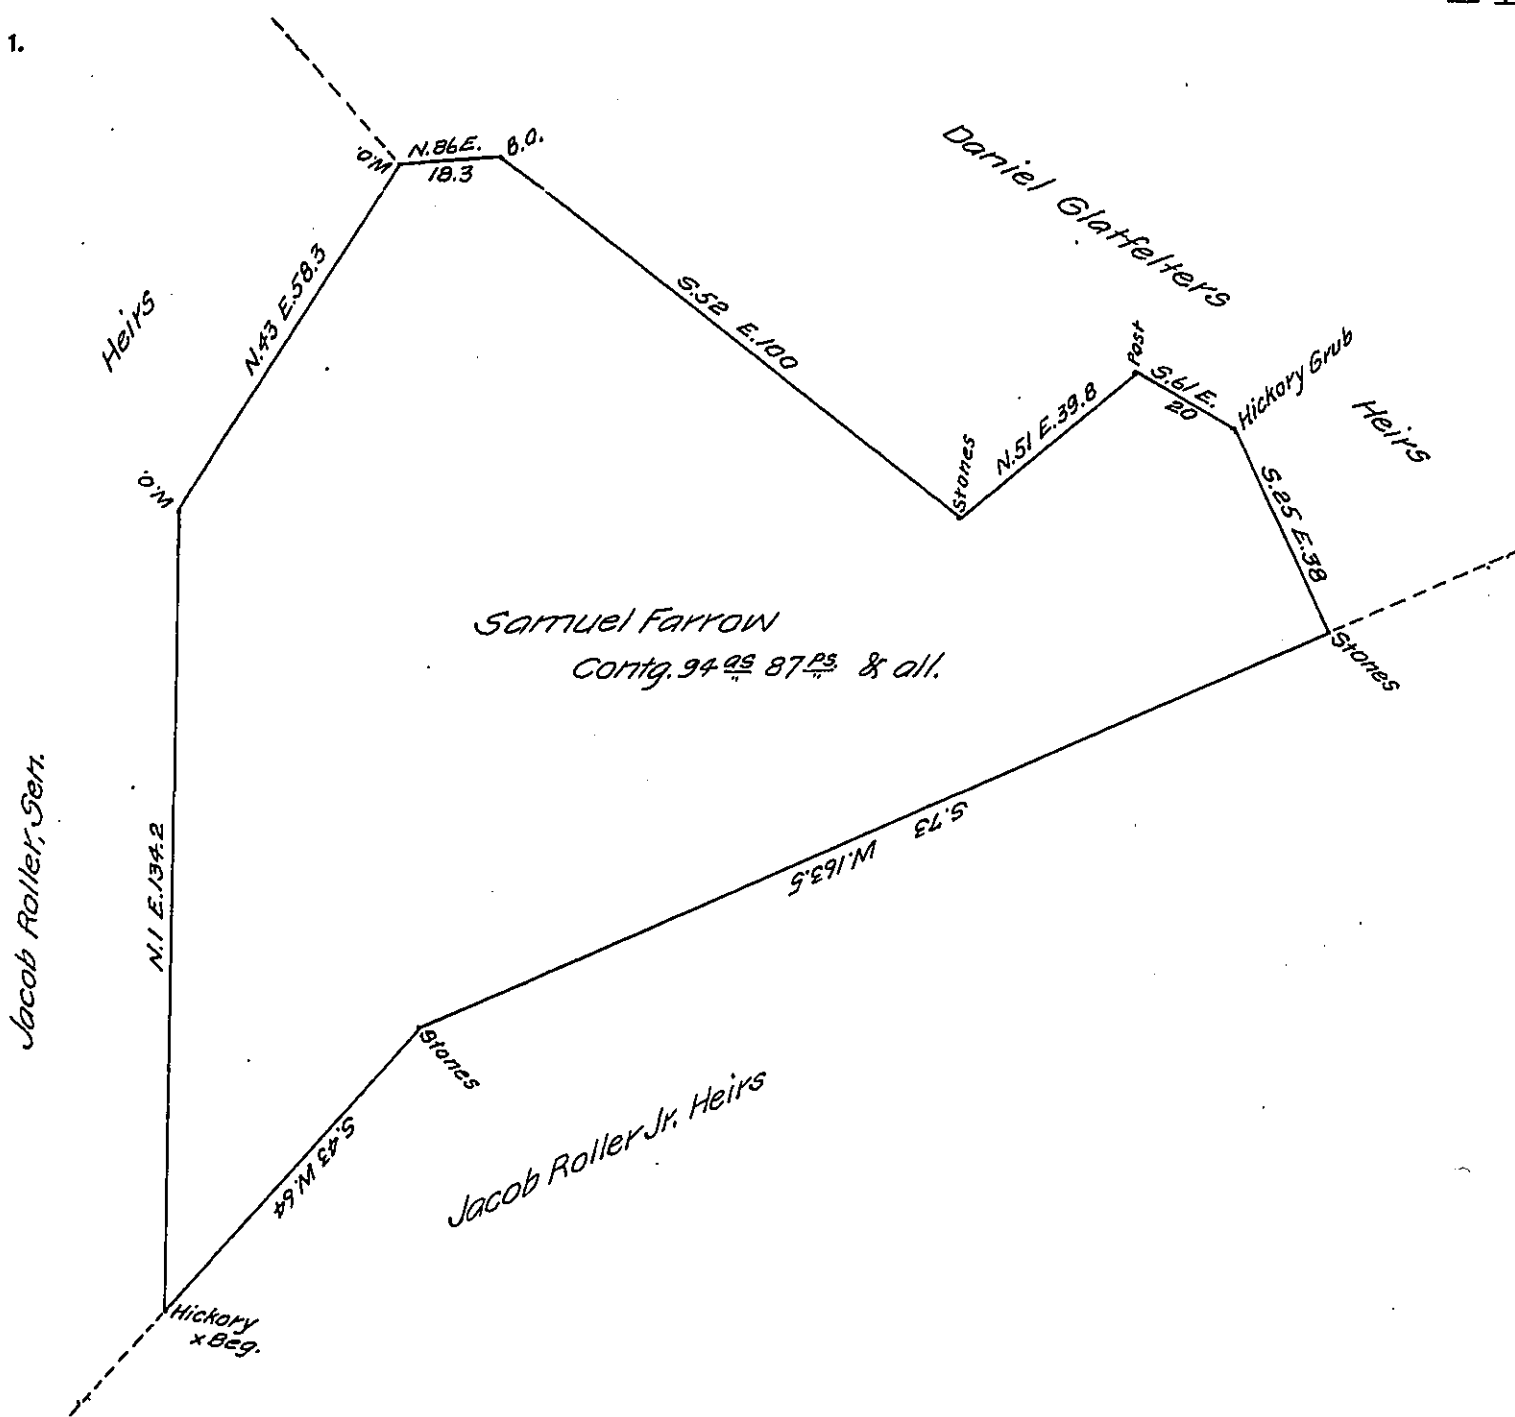 1.
N.86E.
18.3
B.O.
W.O.
Daniel Glatfelters
Heirs
N.43 E.58.3
Heirs
S.52 E.100
Post
S.61E.
20
Hickory Grub
N.51 E.39.8
Stones
S.25 E.38
W.O.
Samuel Farrow
Contg. 94 as 87 ps. & all.
Stones
Jacob Roller, Sen.
N.1 E.134.2
S.73 W.163.5
Stones
S.43 W.64
Jacob Roller Jr. Heirs
Hickory
x Beg.